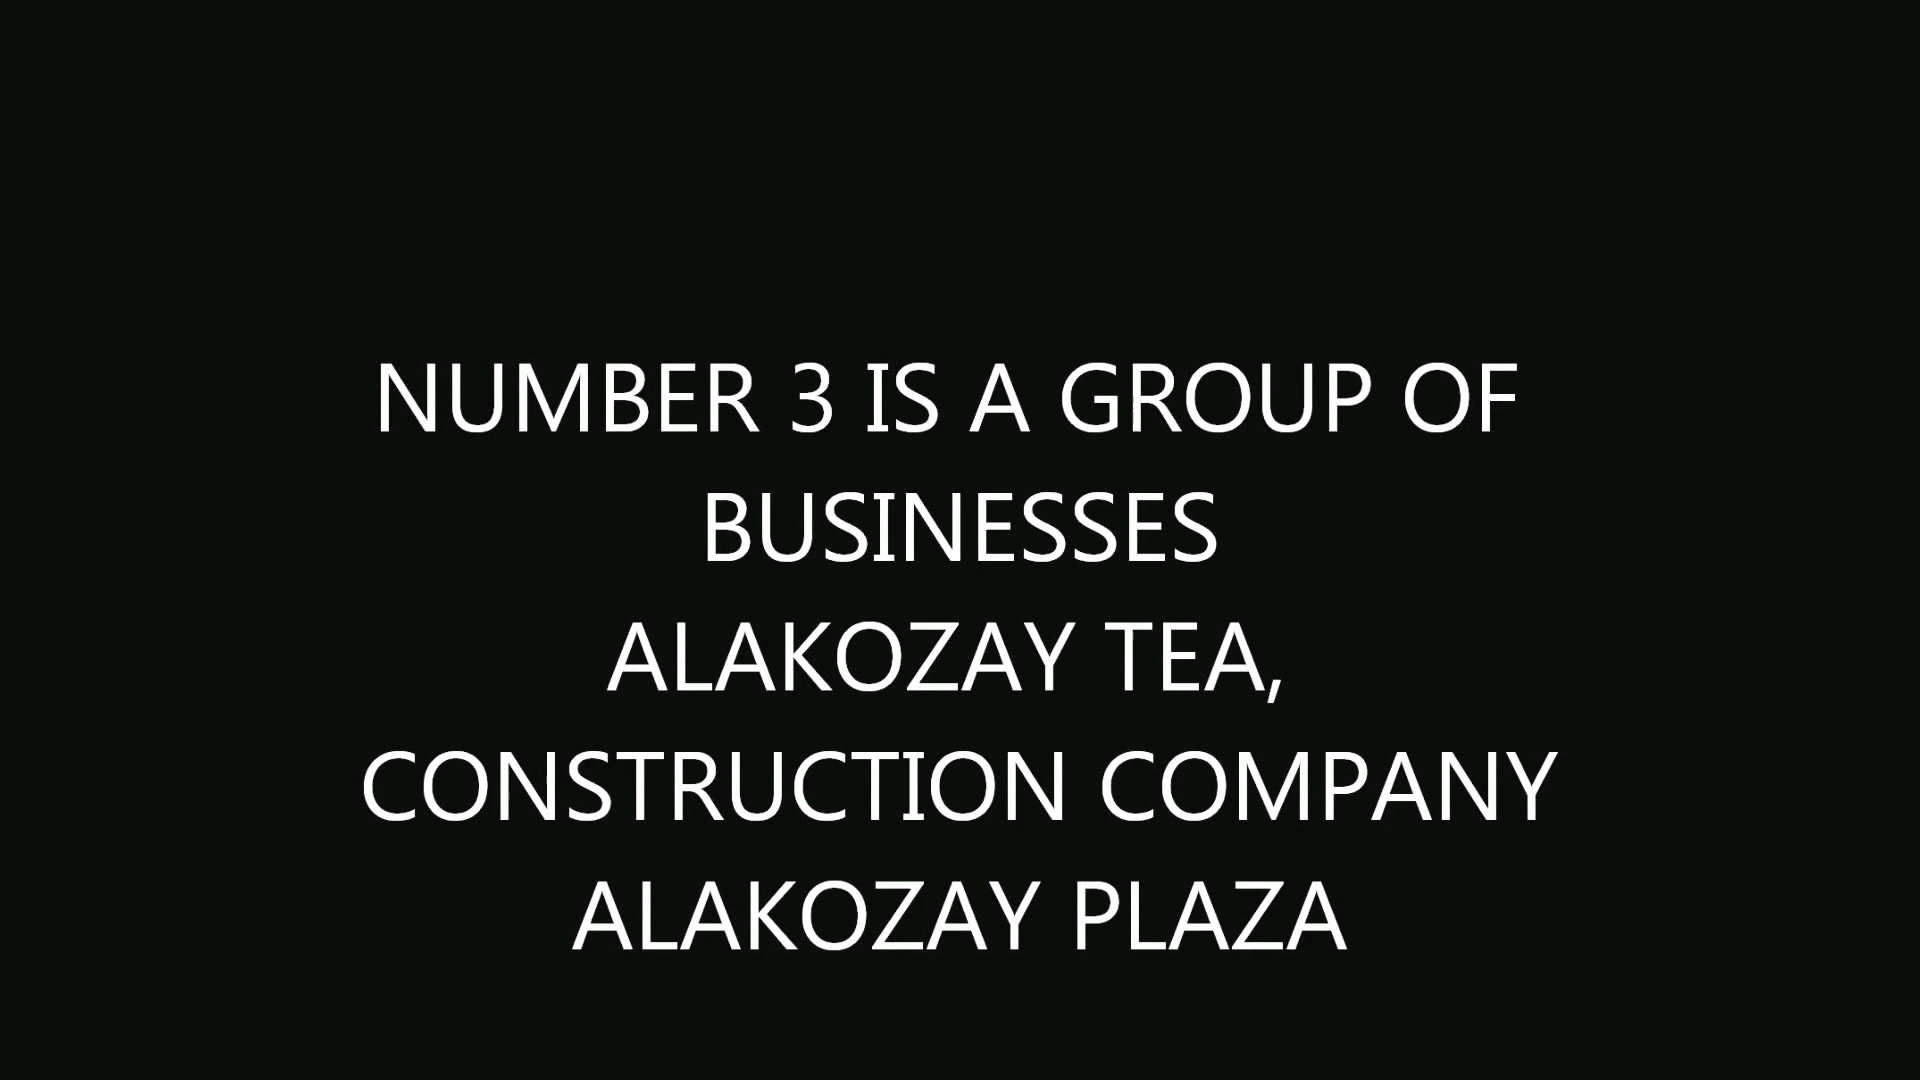 NUMBER 3 IS A GROUP OF
BUSINESSES
ALAKOZAY TEA,
CONSTRUCTION COMPANY
ALAKOZAY PLAZA